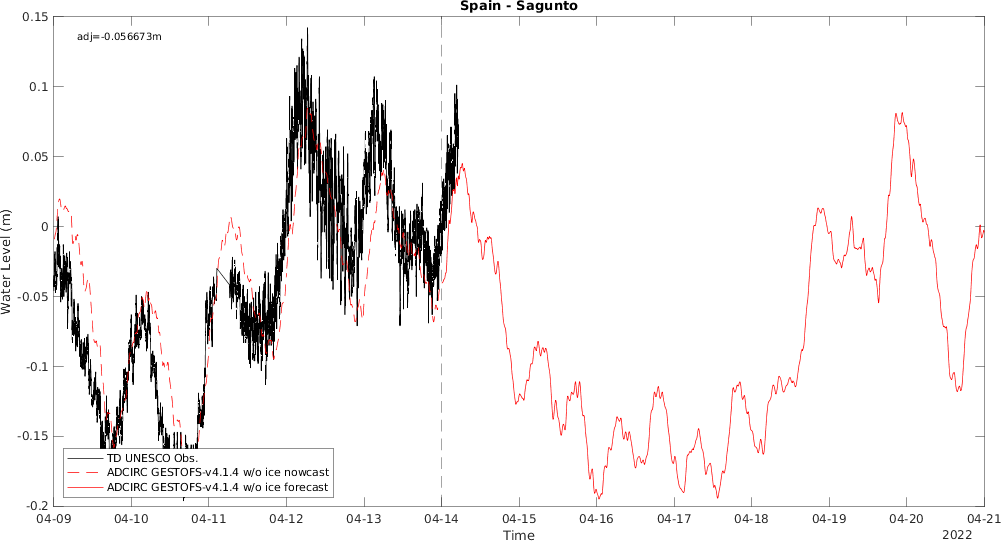 Spain - Sagunto
adj=-0.056673m
0.15
0.1
0.05
0
-0.05
-0.1
-0.15
-0.2
Water Level (m)
TD UNESCO Obs.
ADCIRC GESTOFS-v4.1.4 w/o ice nowcast
ADCIRC GESTOFS-v4.1.4 w/o ice forecast
04-09 04-10 04-11 04-12 04-13 04-14 04-15 04-16 04-17 04-18 04-19 04-20 04-21
Time
2022